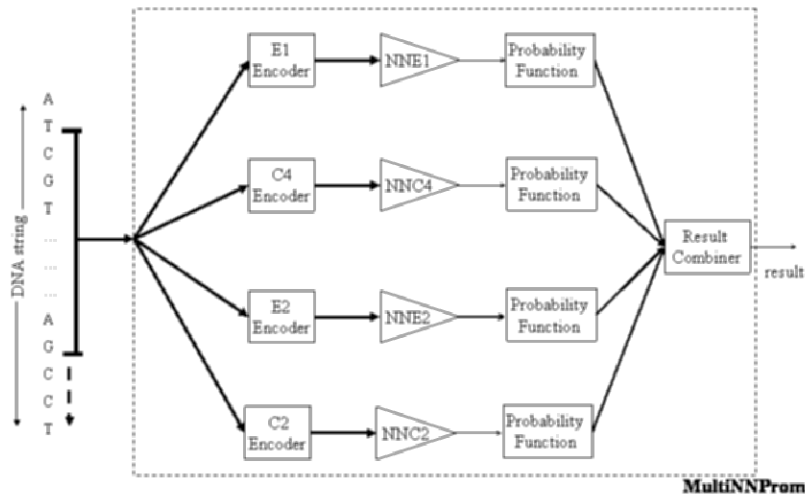 DNA string
A
T
C
G
T
...
...
...
A
G
C
C
T
E1
Encoder
NNE1
Probability
Function
C4
Encoder
NNC4
Probability
Function
E2
Encoder
NNE2
Probability
Function
C2
Encoder
NNC2
Probability
Function
Result
Combiner
result
MultiNNProm